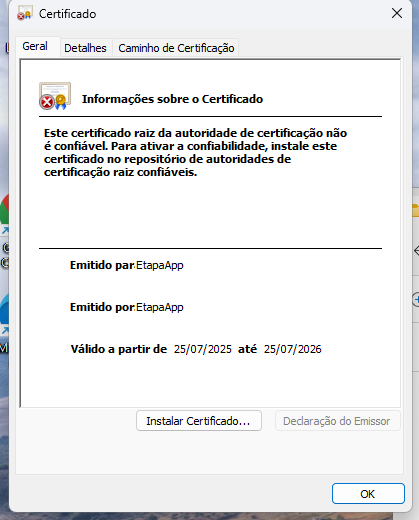 Certificado
Geral
Detalhes
Caminho de Certificação
Informações sobre o Certificado
Este certificado raiz da autoridade de certificação não
é confiável. Para ativar a confiabilidade, instale este
certificado no repositório de autoridades de
certificação raiz confiáveis.
Emitido par EtapaApp
Emitido por EtapaApp
Válido a partir de 25/07/2025 até 25/07/2026
Instalar Certificado...
Declaração do Emissor
OK